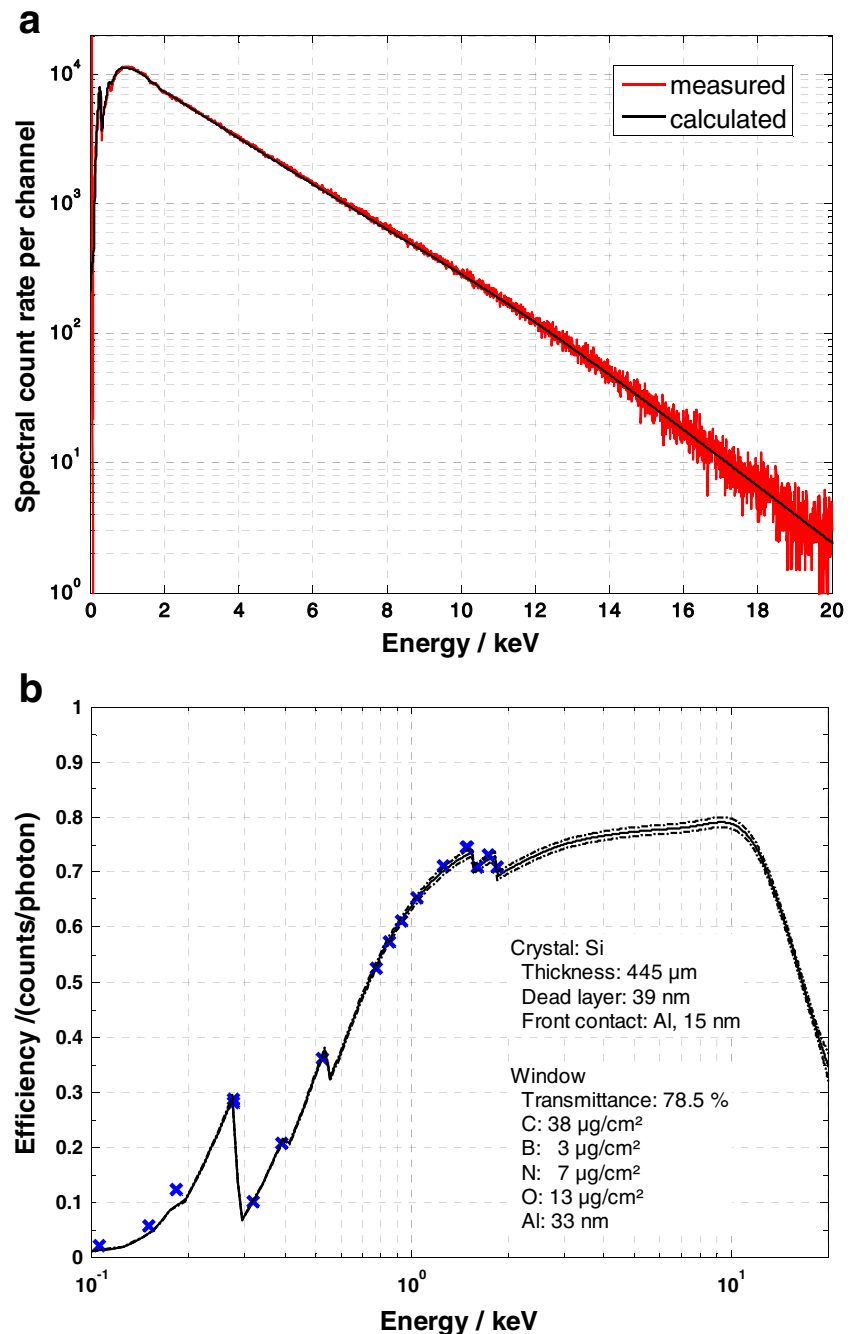 a
10⁴
10³
10²
10¹
10⁰
Spectral count rate per channel
measured
calculated
0 2 4 6 8 10 12 14 16 18 20
Energy / keV
b
1
0.9
0.8
0.7
0.6
0.5
0.4
0.3
0.2
0.1
0
Efficiency /(counts/photon)
Crystal: Si
Thickness: 445 µm
Dead layer: 39 nm
Front contact: Al, 15 nm
Window
Transmittance: 78.5 %
C: 38 µg/cm²
B: 3 µg/cm²
N: 7 µg/cm²
O: 13 µg/cm²
Al: 33 nm
10⁻¹ 10⁰ 10¹
Energy / keV